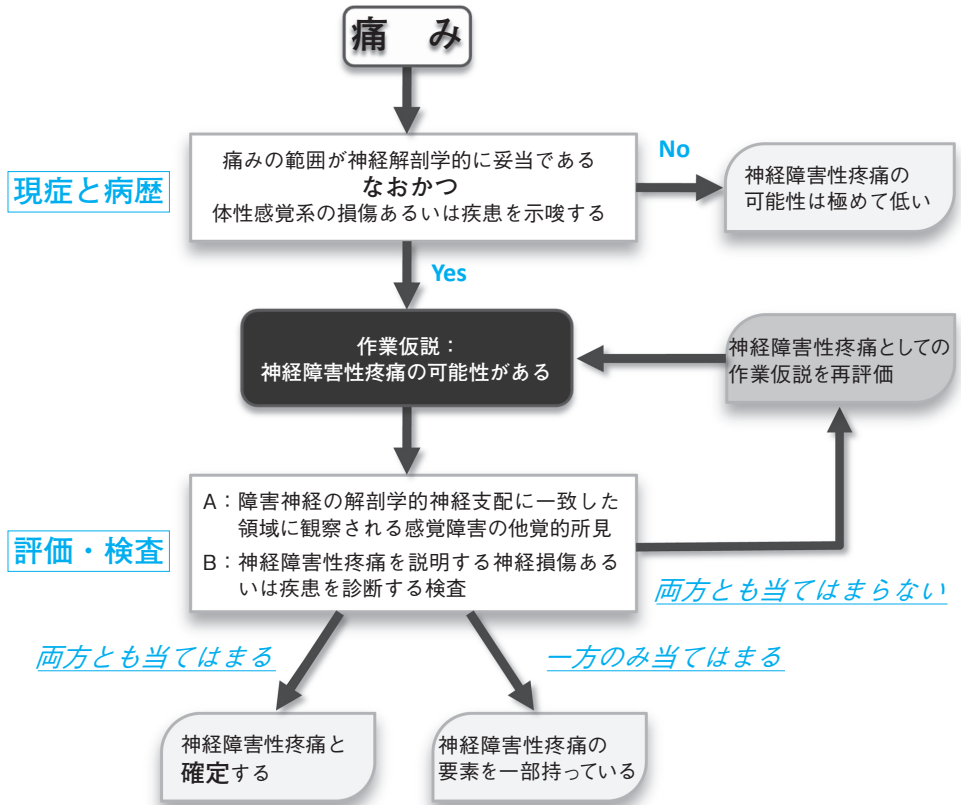 痛 み
現症と病歴
痛みの範囲が神経解剖学的に妥当である
なおかつ
体性感覚系の損傷あるいは疾患を示唆する
No
神経障害性疼痛の
可能性は極めて低い
Yes
作業仮説：
神経障害性疼痛の可能性がある
神経障害性疼痛としての
作業仮説を再評価
評価・検査
A：障害神経の解剖学的神経支配に一致した
領域に観察される感覚障害の他覚的所見
B：神経障害性疼痛を説明する神経損傷ある
いは疾患を診断する検査
両方とも当てはまらない
両方とも当てはまる
一方のみ当てはまる
神経障害性疼痛と
確定する
神経障害性疼痛の
要素を一部持っている